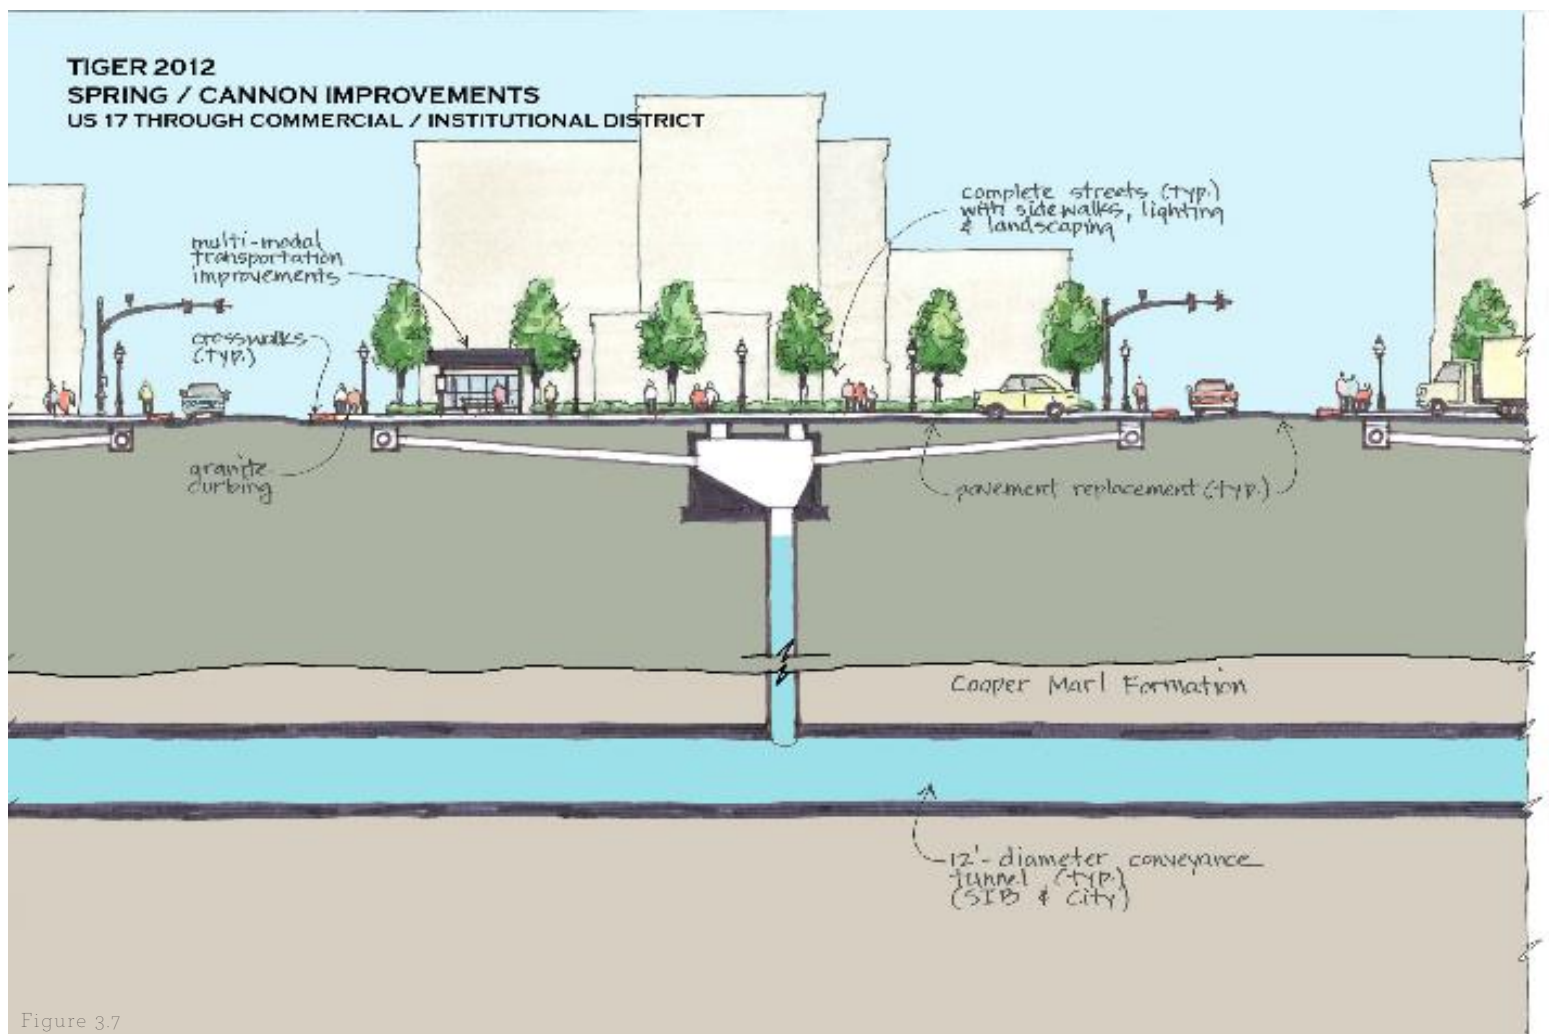 TIGER 2012
SPRING / CANNON IMPROVEMENTS
US 17 THROUGH COMMERCIAL / INSTITUTIONAL DISTRICT
complete streets (typ.)
with sidewalks, lighting
& landscaping
multi-modal
transportation
improvements
crosswalks
(typ.)
granite
curbing
pavement replacement (typ.)
Cooper Marl Formation
12'- diameter conveyance
tunnel (typ.)
(SIB & City)
Figure 3.7